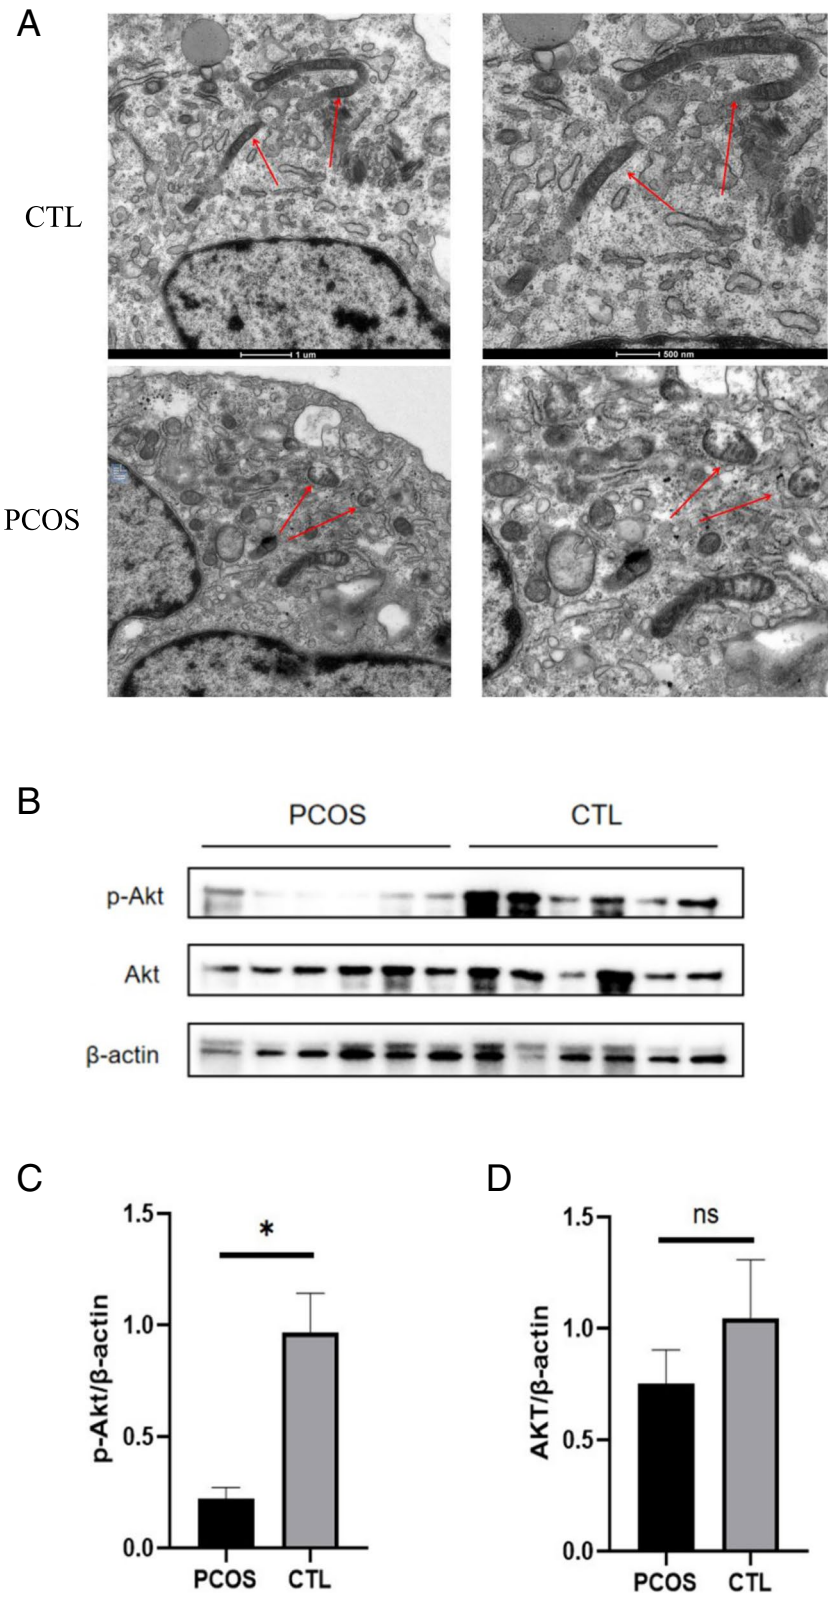 A
CTL
1 um
500 nm
PCOS
B
PCOS CTL
p-Akt
Akt
β-actin
C
1.5
1.0
0.5
0.0
p-Akt/β-actin
*
PCOS CTL
D
1.5
1.0
0.5
0.0
AKT/β-actin
ns
PCOS CTL